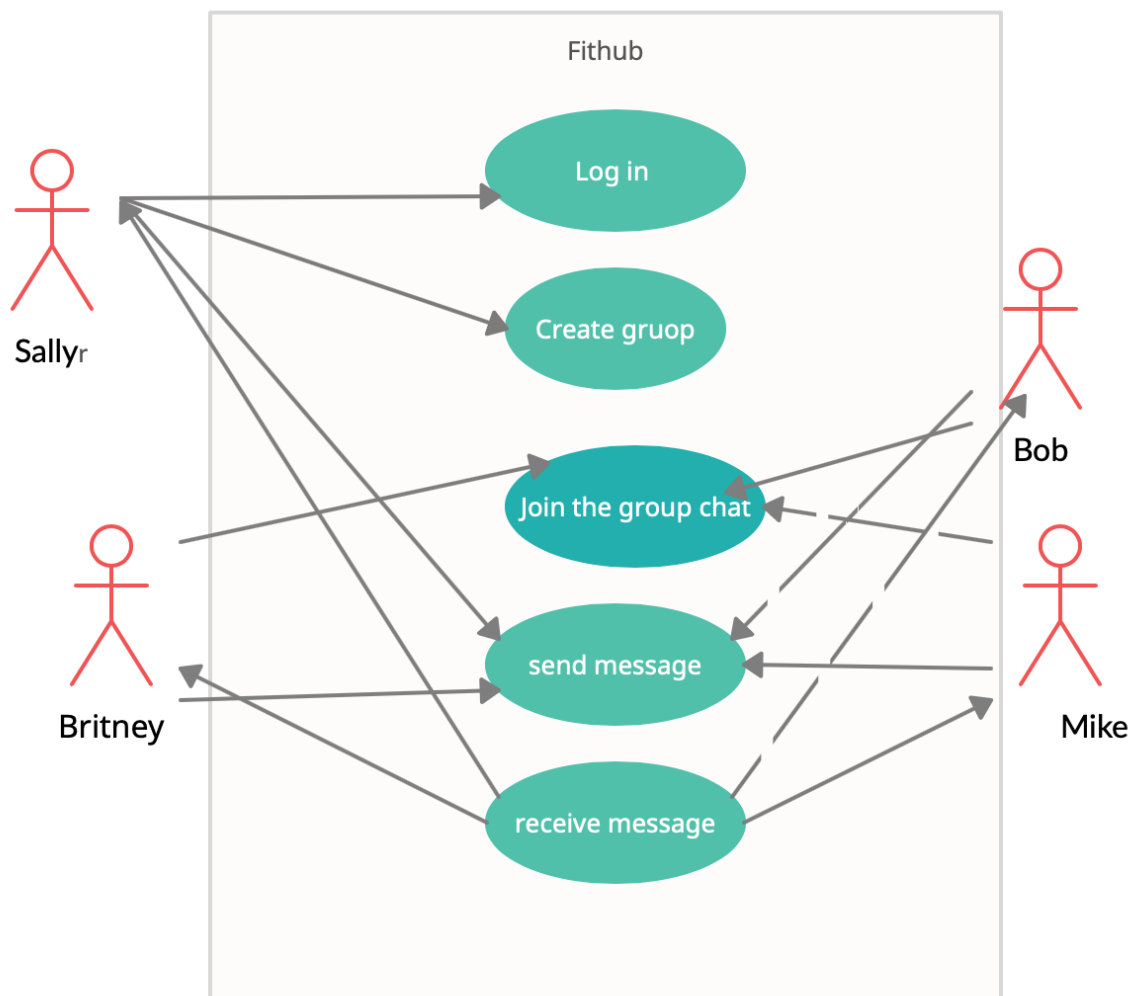 Fithub
Log in
Create gruop
Sallyr
Bob
Join the group chat
send message
Britney
Mike
receive message